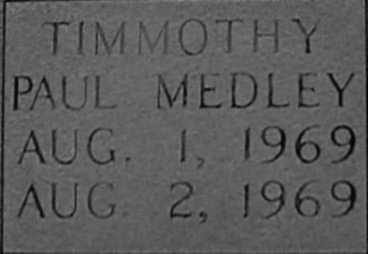 TIMMOTHY
PAUL MEDLEY
AUG. 1, 1969
AUG. 2, 1969